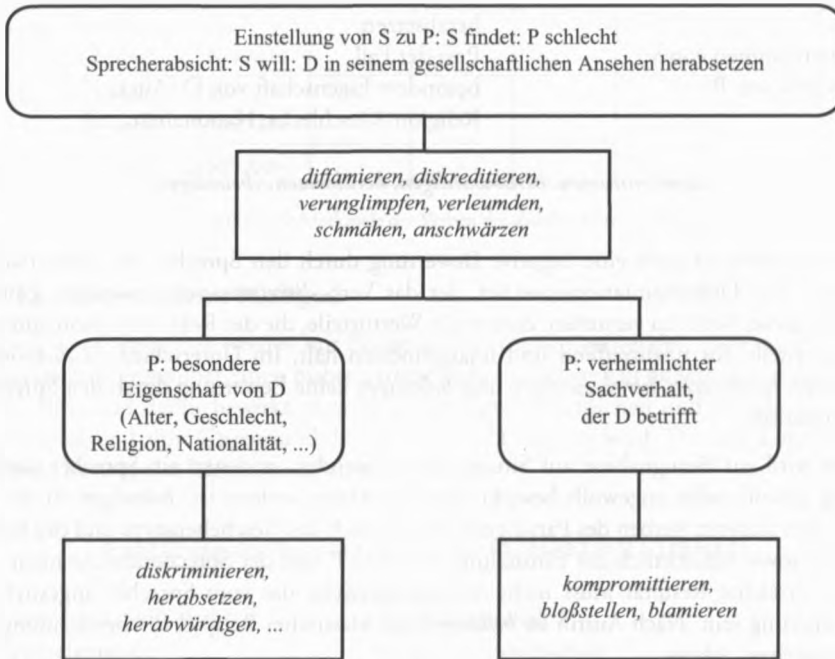 Einstellung von S zu P: S findet: P schlecht
Sprecherabsicht: S will: D in seinem gesellschaftlichen Ansehen herabsetzen
diffamieren, diskreditieren,
verunglimpfen, verleumden,
schmähen, anschwärzen
P: besondere
Eigenschaft von D
(Alter, Geschlecht,
Religion, Nationalität, ...)
P: verheimlichter
Sachverhalt,
der D betrifft
diskriminieren,
herabsetzen,
herabwürdigen, ...
kompromittieren,
bloßstellen, blamieren